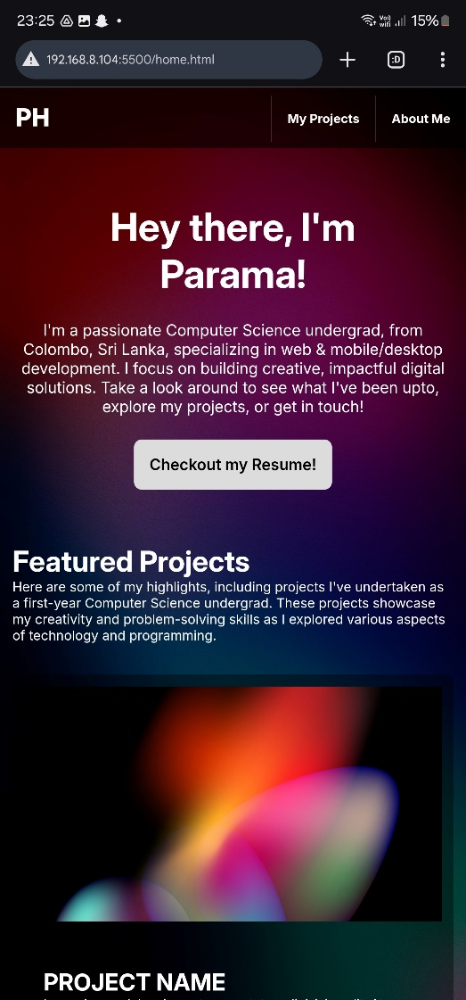 23:25
Vo))
wifi
15%
192.168.8.104:5500/home.html
:D
PH
My Projects
About Me
Hey there, I'm
Parama!
I'm a passionate Computer Science undergrad, from
Colombo, Sri Lanka, specializing in web & mobile/desktop
development. I focus on building creative, impactful digital
solutions. Take a look around to see what I've been upto,
explore my projects, or get in touch!
Checkout my Resume!
Featured Projects
Here are some of my highlights, including projects I've undertaken as
a first-year Computer Science undergrad. These projects showcase
my creativity and problem-solving skills as I explored various aspects
of technology and programming.
PROJECT NAME